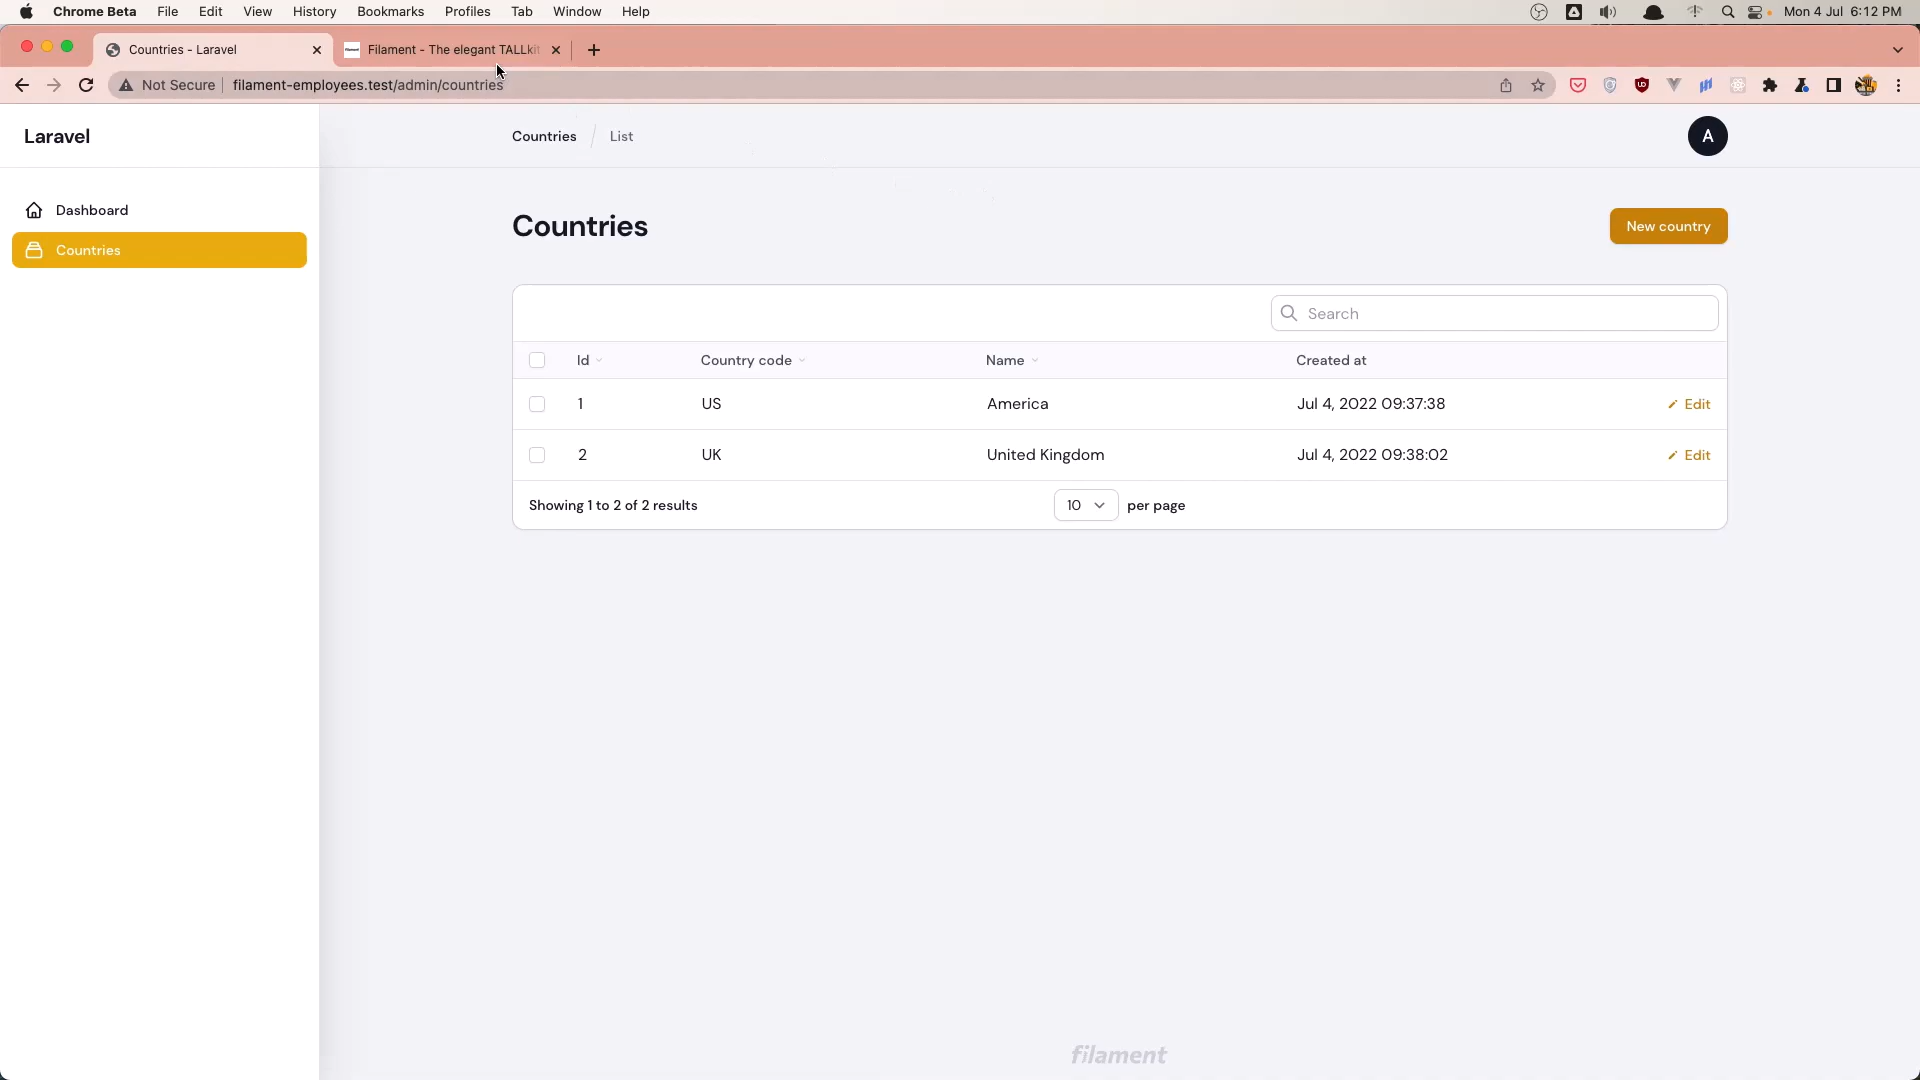 Chrome Beta File Edit View History Bookmarks Profiles Tab Window Help Mon 4 Jul 6:12 PM
Countries - Laravel Filament - The elegant TALLkit
Not Secure filament-employees.test/admin/countries
Laravel Countries List A
Dashboard
Countries
Countries New country
Search
Id Country code Name Created at
1 US America Jul 4, 2022 09:37:38 Edit
2 UK United Kingdom Jul 4, 2022 09:38:02 Edit
Showing 1 to 2 of 2 results 10 per page
filament